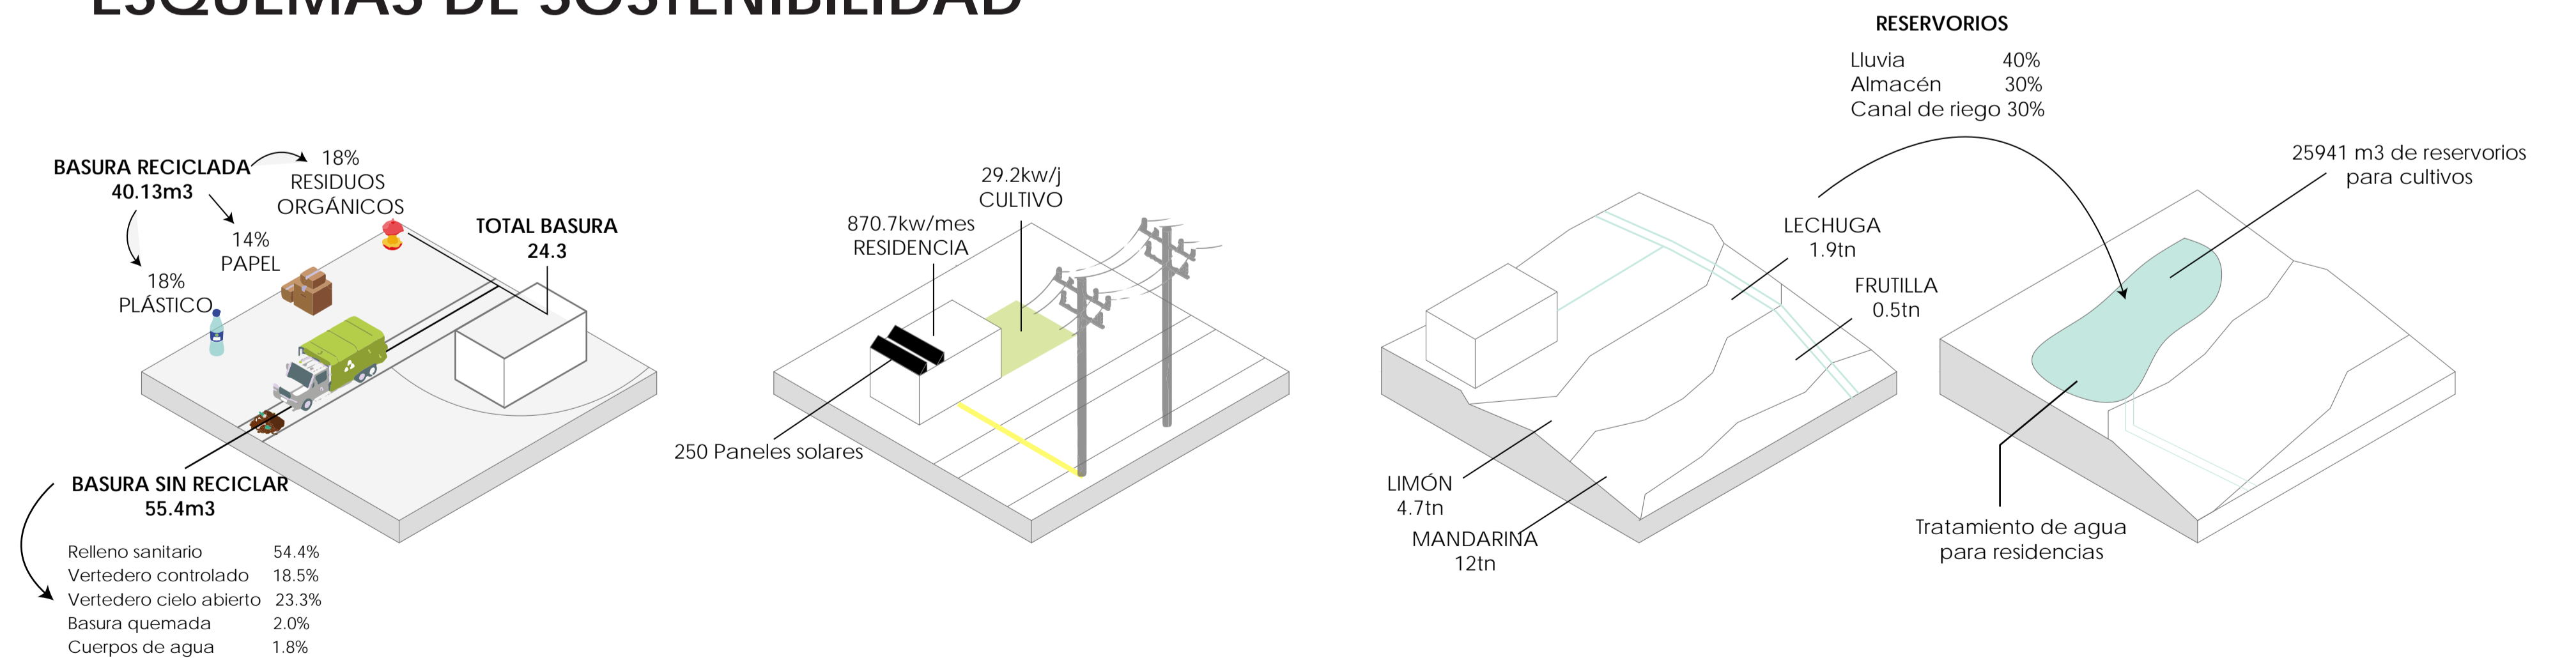 ESQUEMAS DE SOSTENIBILIDAD
BASURA RECICLADA
40.13m3
18%
RESIDUOS
ORGÁNICOS
14%
PAPEL
18%
PLÁSTICO
TOTAL BASURA
24.3
BASURA SIN RECICLAR
55.4m3
Relleno sanitario 54.4%
Vertedero controlado 18.5%
Vertedero cielo abierto 23.3%
Basura quemada 2.0%
Cuerpos de agua 1.8%
29.2kw/j
CULTIVO
870.7kw/mes
RESIDENCIA
250 Paneles solares
LECHUGA
1.9tn
FRUTILLA
0.5tn
LIMÓN
4.7tn
MANDARINA
12tn
RESERVORIOS
Lluvia 40%
Almacén 30%
Canal de riego 30%
25941 m3 de reservorios
para cultivos
Tratamiento de agua
para residencias